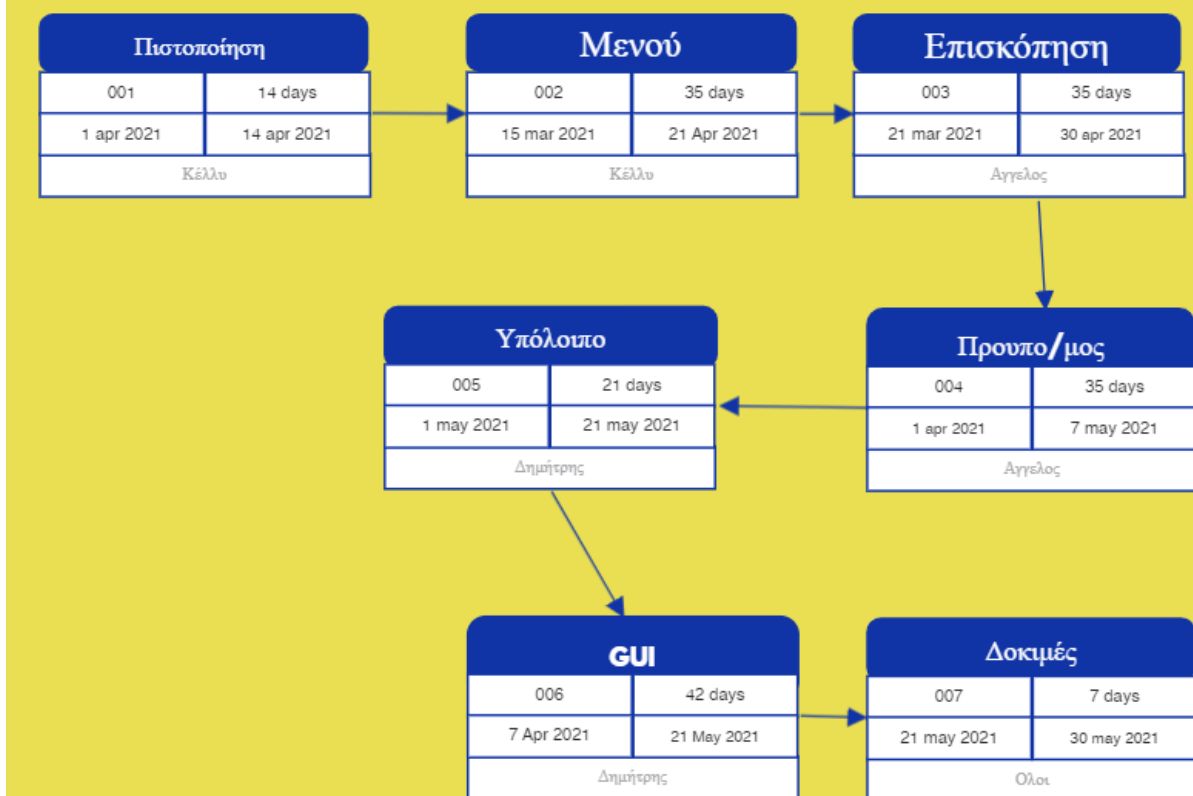 Πιστοποίηση
001 14 days
1 apr 2021 14 apr 2021
Κέλλυ
Μενού
002 35 days
15 mar 2021 21 Apr 2021
Κέλλυ
Επισκόπηση
003 35 days
21 mar 2021 30 apr 2021
Αγγελος
Προυπο/μος
004 35 days
1 apr 2021 7 may 2021
Αγγελος
Υπόλοιπο
005 21 days
1 may 2021 21 may 2021
Δημήτρης
GUI
006 42 days
7 Apr 2021 21 May 2021
Δημήτρης
Δοκιμές
007 7 days
21 may 2021 30 may 2021
Ολοι